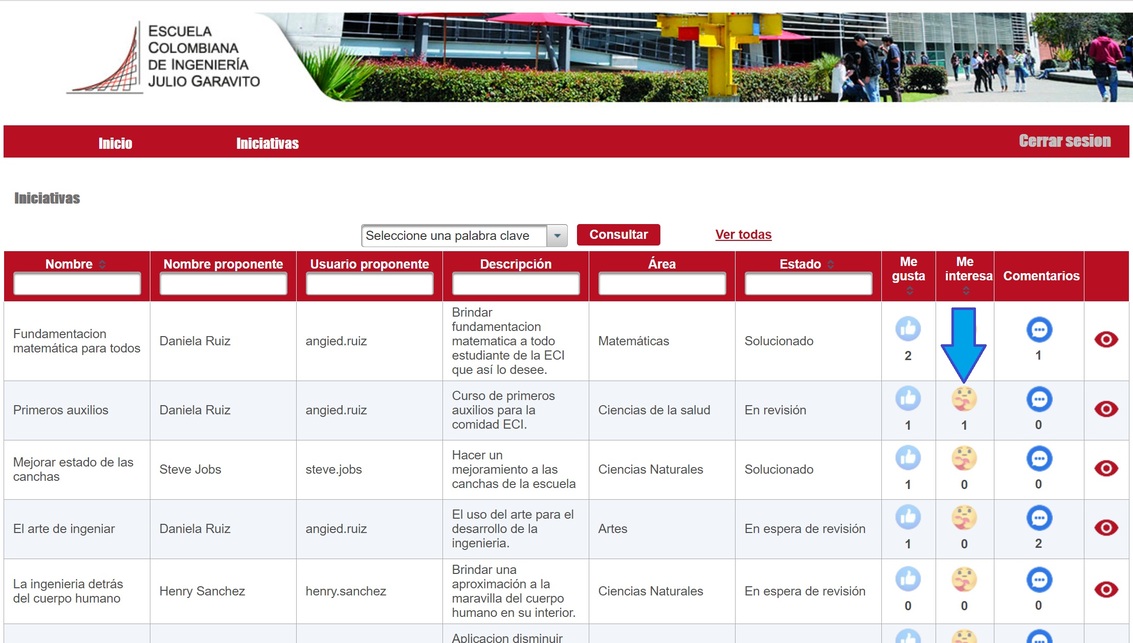 ESCUELA
COLOMBIANA
DE INGENIERÍA
JULIO GARAVITO
Inicio
Iniciativas
Cerrar sesion
Iniciativas
Seleccione una palabra clave
Consultar
Ver todas
Nombre
Nombre proponente
Usuario proponente
Descripción
Área
Estado
Me
gusta
Me
interesa
Comentarios
Fundamentacion
matemática para todos
Daniela Ruiz
angied.ruiz
Brindar
fundamentacion
matematica a todo
estudiante de la ECI
que así lo desee.
Matemáticas
Solucionado
2
1
Primeros auxilios
Daniela Ruiz
angied.ruiz
Curso de primeros
auxilios para la
comidad ECI.
Ciencias de la salud
En revisión
1
1
0
Mejorar estado de las
canchas
Steve Jobs
steve.jobs
Hacer un
mejoramiento a las
canchas de la escuela
Ciencias Naturales
Solucionado
1
0
0
El arte de ingeniar
Daniela Ruiz
angied.ruiz
El uso del arte para el
desarrollo de la
ingenieria.
Artes
En espera de revisión
1
0
2
La ingenieria detrás
del cuerpo humano
Henry Sanchez
henry.sanchez
Brindar una
aproximación a la
maravilla del cuerpo
humano en su interior.
Ciencias Naturales
En espera de revisión
0
0
0
Aplicacion disminuir